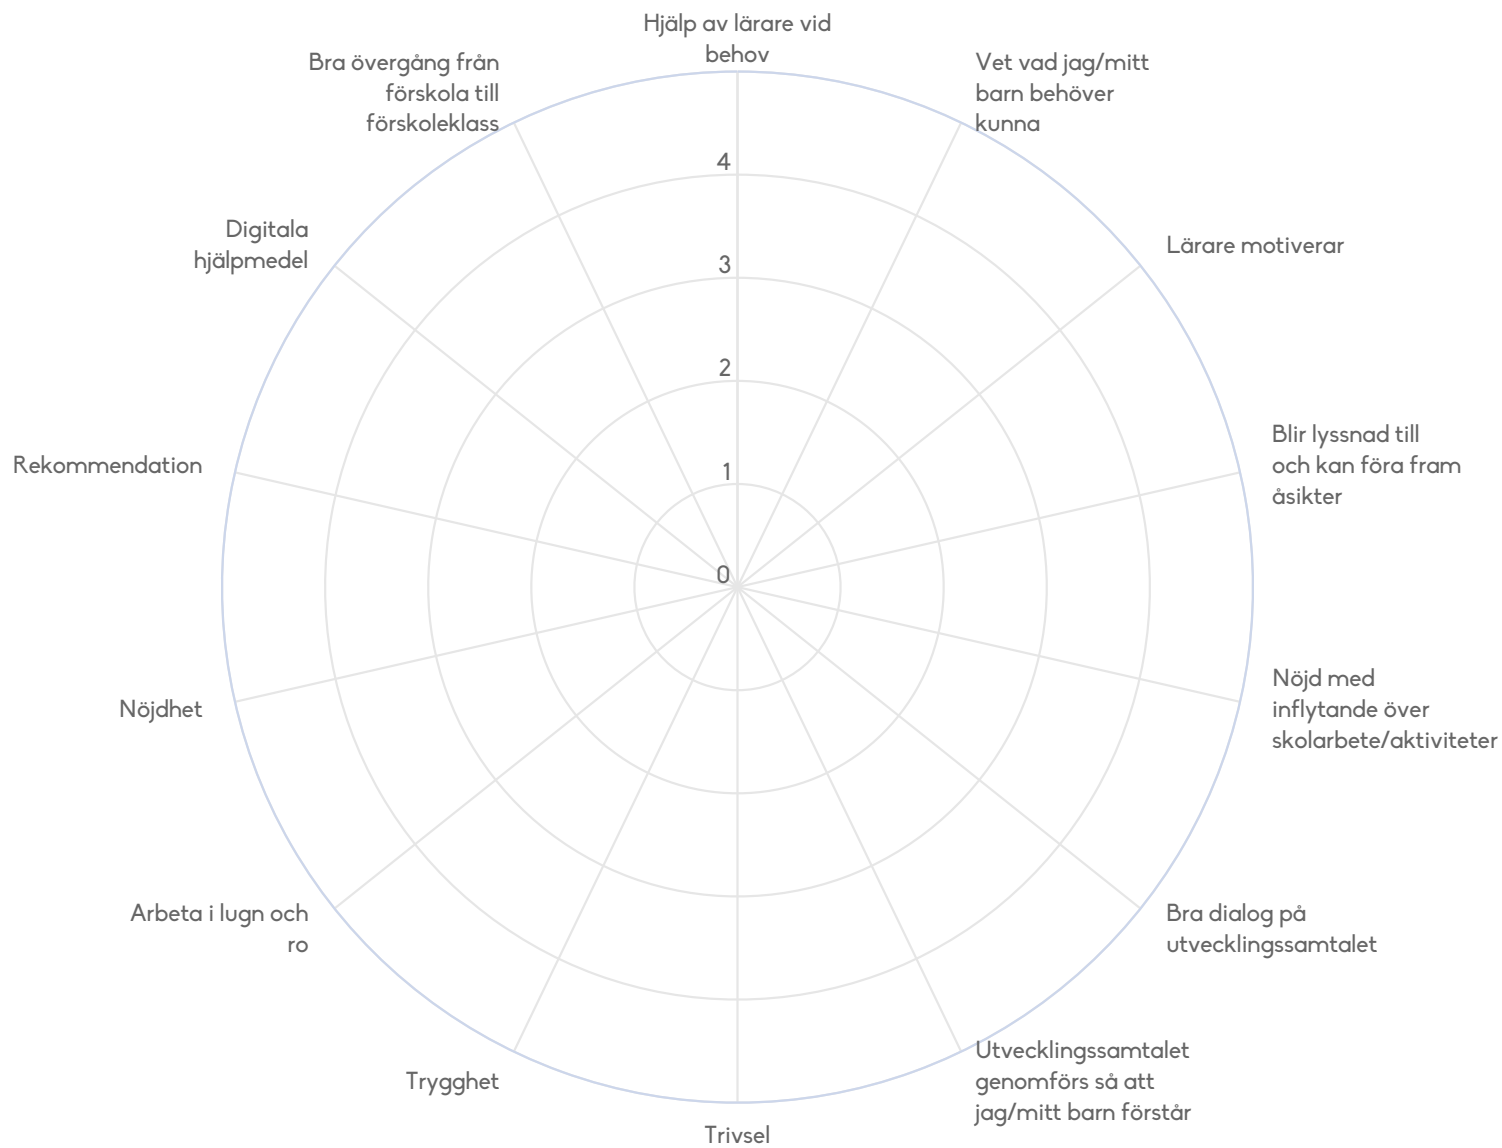 Hjälp av lärare vid
behov
Vet vad jag/mitt
barn behöver
kunna
Lärare motiverar
Blir lyssnad till
och kan föra fram
åsikter
Nöjd med
inflytande över
skolarbete/aktiviteter
Bra dialog på
utvecklingssamtalet
Utvecklingssamtalet
genomförs så att
jag/mitt barn förstår
Trivsel
Trygghet
Arbeta i lugn och
ro
Nöjdhet
Rekommendation
Digitala
hjälpmedel
Bra övergång från
förskola till
förskoleklass
4
3
2
1
0